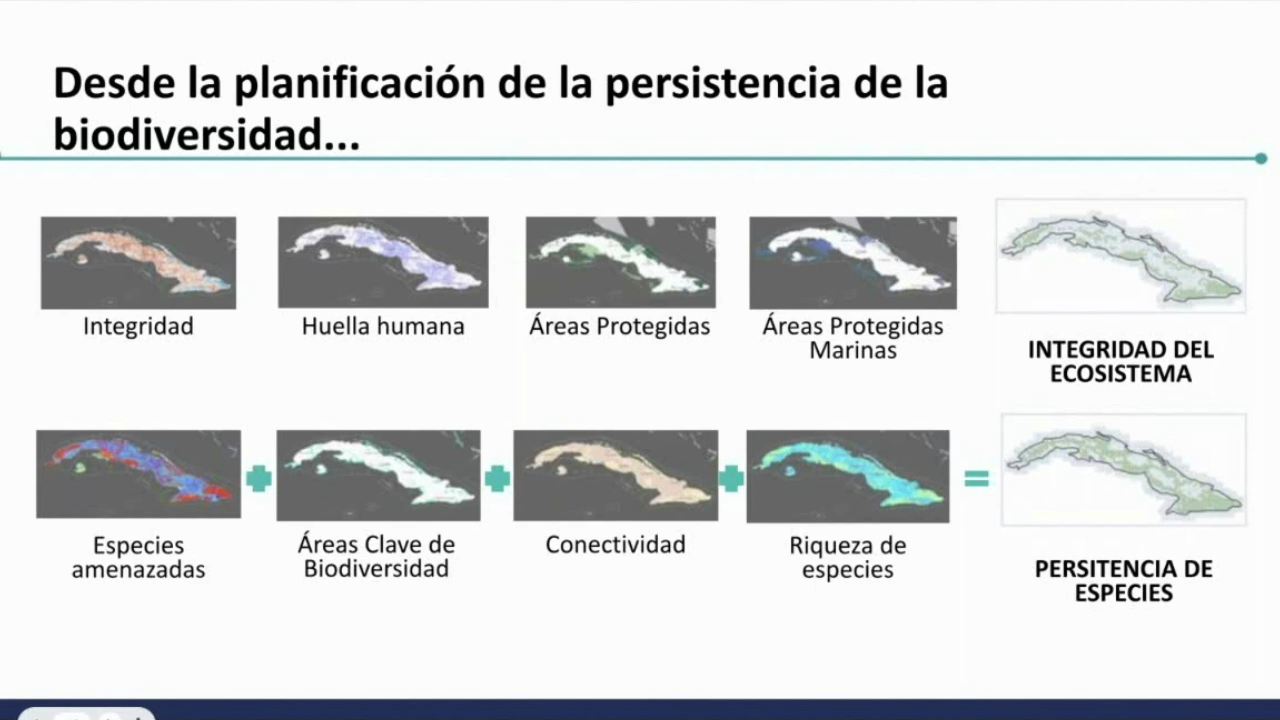 Desde la planificación de la persistencia de la
biodiversidad...
Integridad
Huella humana
Áreas Protegidas
Áreas Protegidas
Marinas
INTEGRIDAD DEL
ECOSISTEMA
Especies
amenazadas
Áreas Clave de
Biodiversidad
Conectividad
Riqueza de
especies
PERSITENCIA DE
ESPECIES